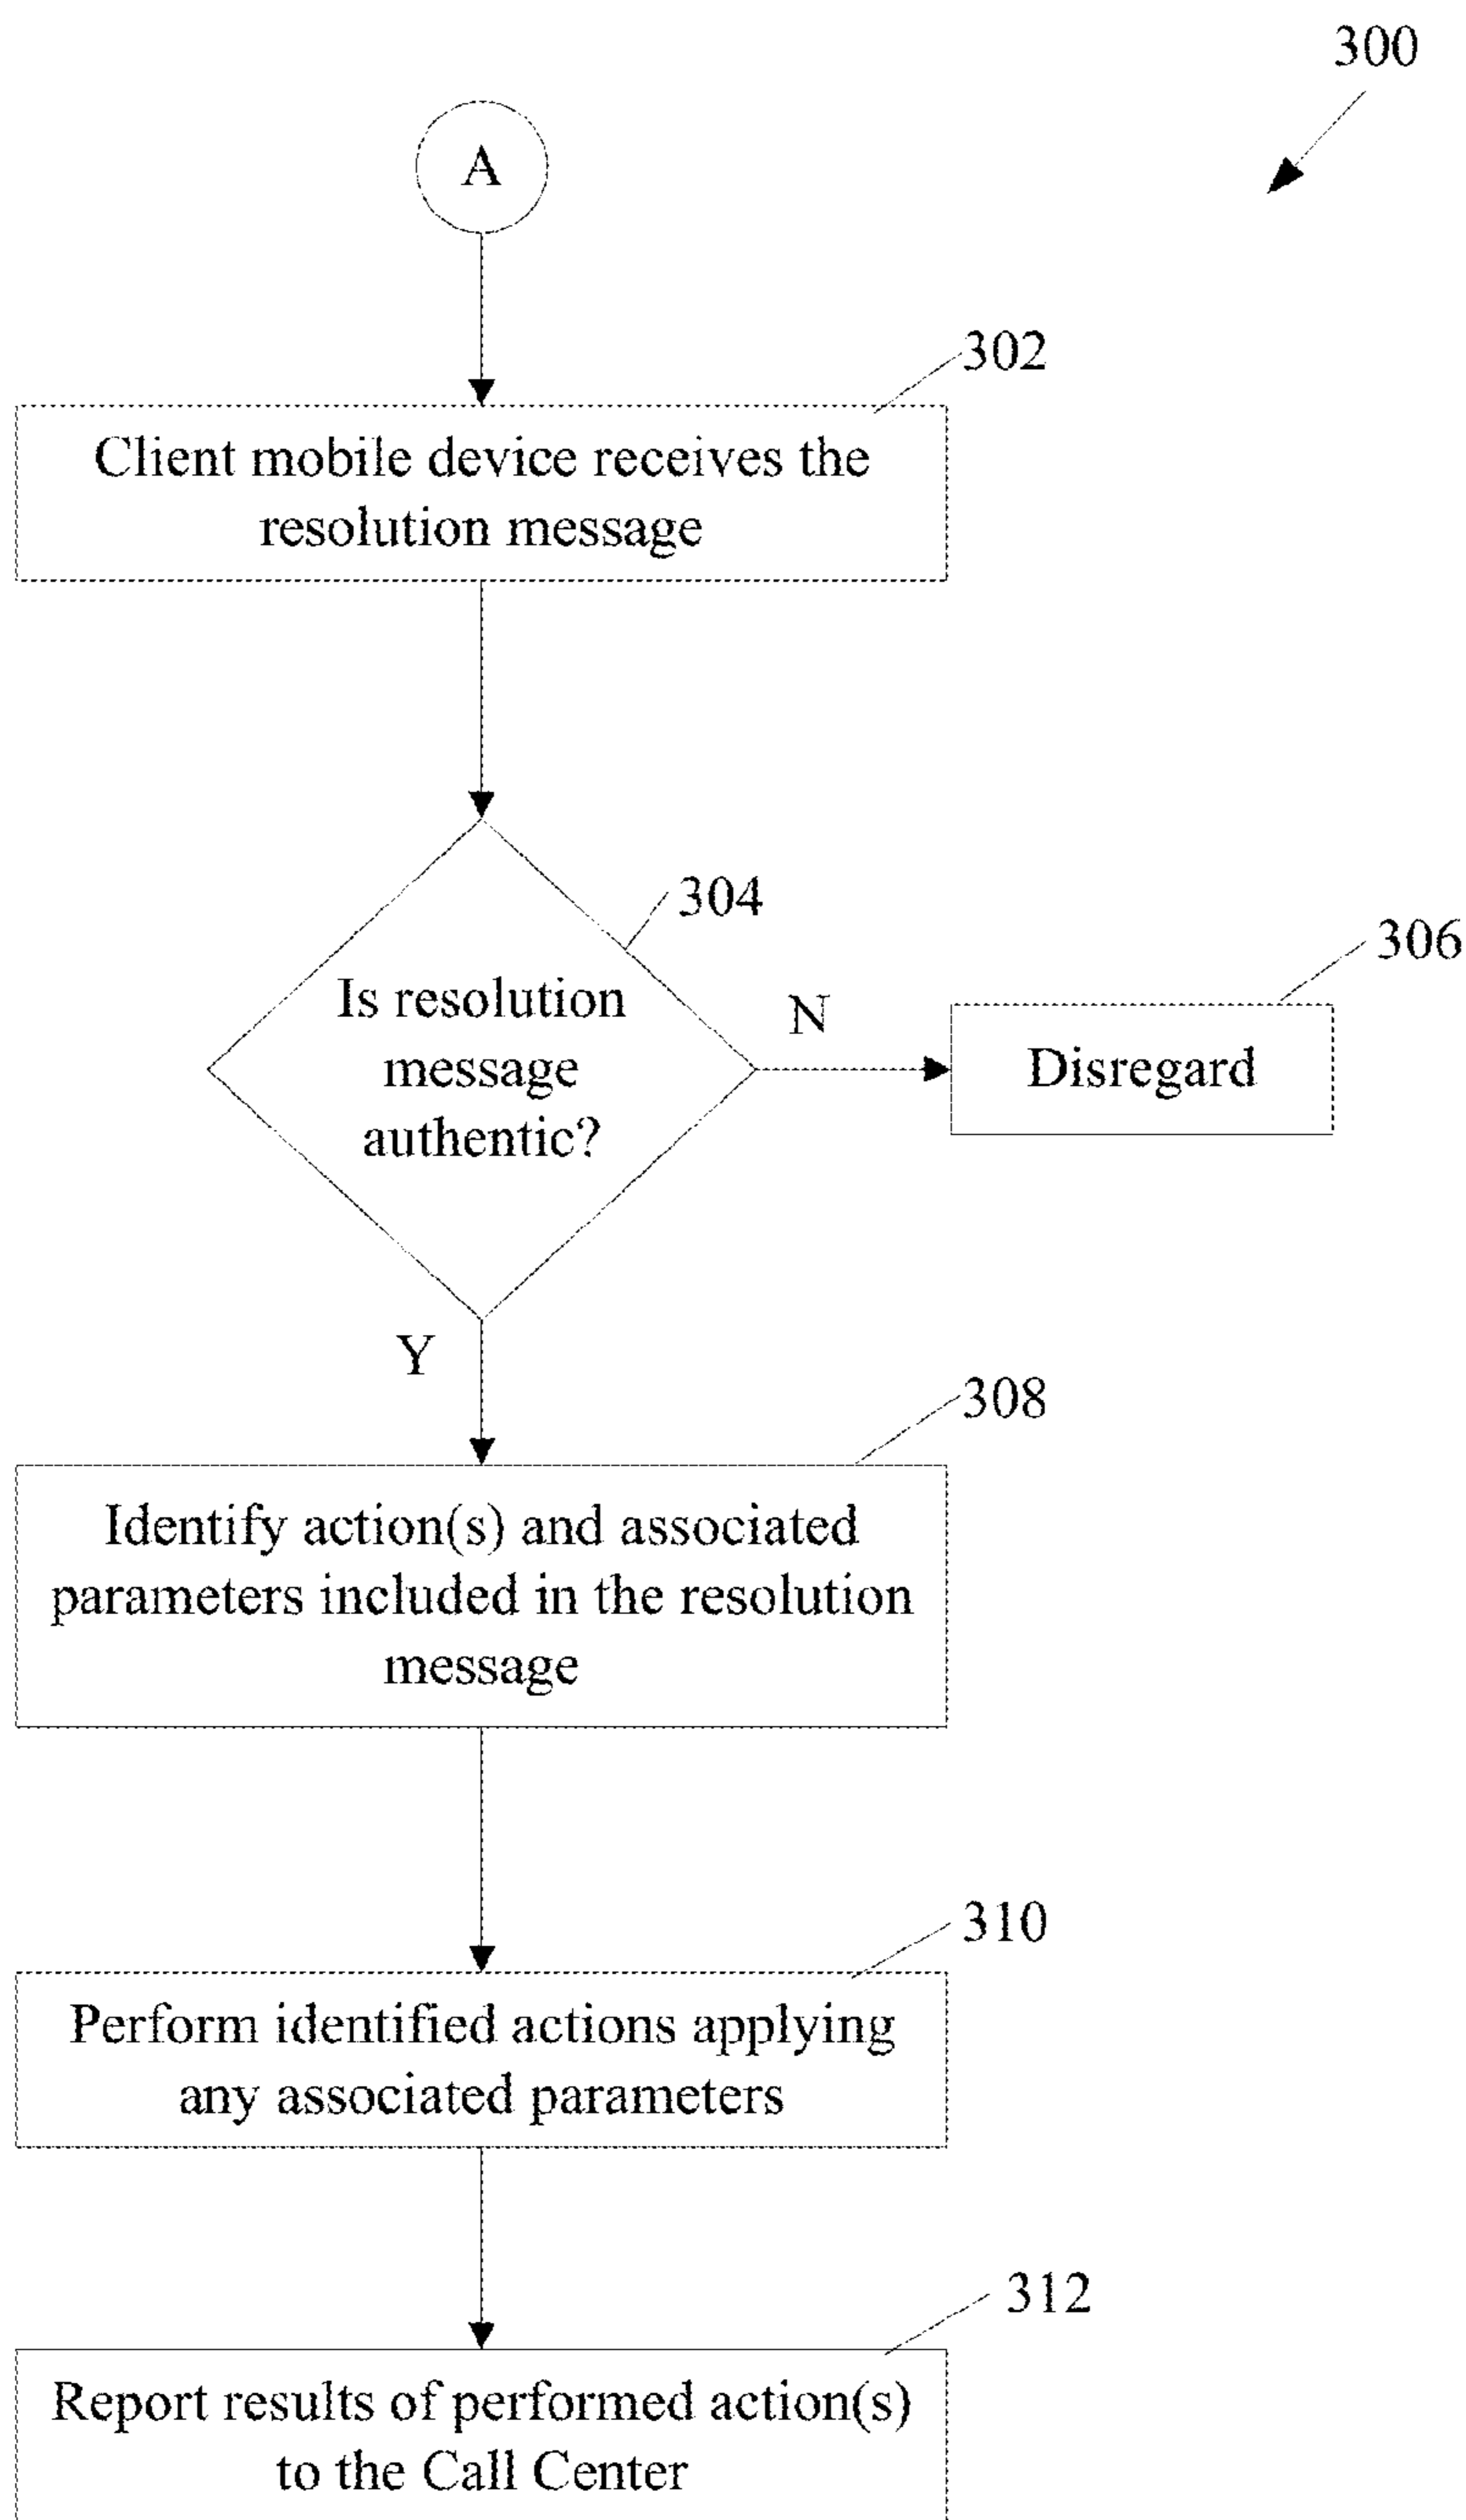 300
A
302
Client mobile device receives the
resolution message
304
306
Is resolution
message
authentic?
N
Disregard
Y
308
Identify action(s) and associated
parameters included in the resolution
message
310
Perform identified actions applying
any associated parameters
312
Report results of performed action(s)
to the Call Center